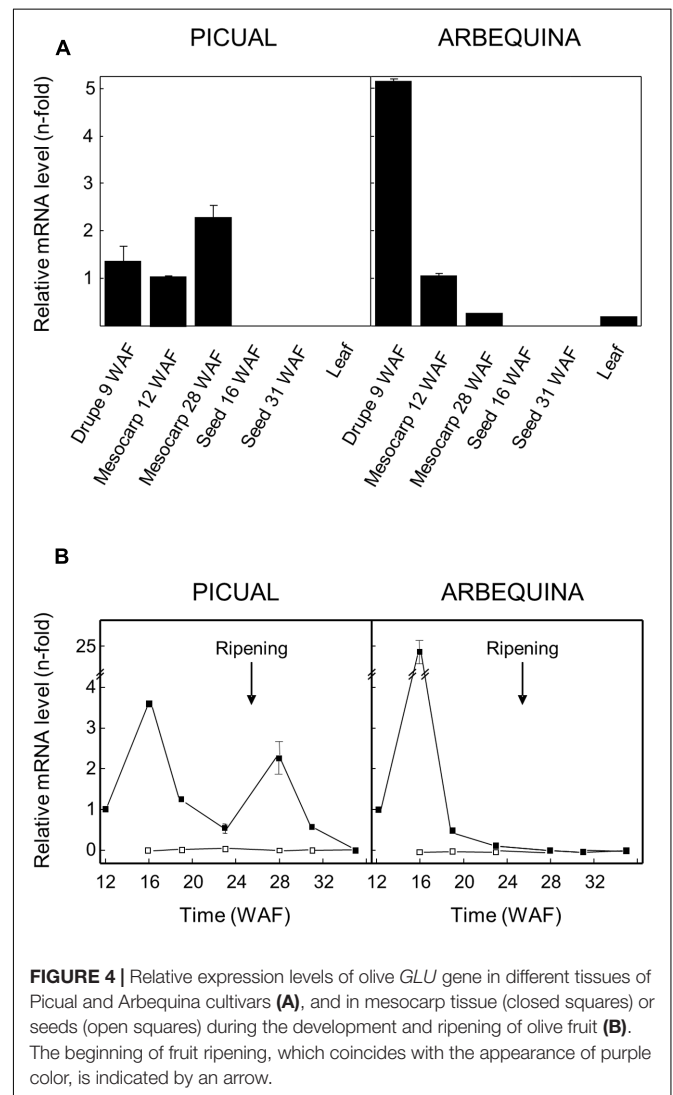 A
PICUAL ARBEQUINA
Relative mRNA level (n-fold)
5
4
3
2
1
Drupe 9 WAF
Mesocarp 12 WAF
Mesocarp 28 WAF
Seed 16 WAF
Seed 31 WAF
Leaf
Drupe 9 WAF
Mesocarp 12 WAF
Mesocarp 28 WAF
Seed 16 WAF
Seed 31 WAF
Leaf
B
PICUAL ARBEQUINA
Relative mRNA level (n-fold)
25
4
3
2
1
0
Ripening
Ripening
12 16 20 24 28 32 12 16 20 24 28 32
Time (WAF) Time (WAF)
FIGURE 4 | Relative expression levels of olive GLU gene in different tissues of
Picual and Arbequina cultivars (A), and in mesocarp tissue (closed squares) or
seeds (open squares) during the development and ripening of olive fruit (B).
The beginning of fruit ripening, which coincides with the appearance of purple
color, is indicated by an arrow.